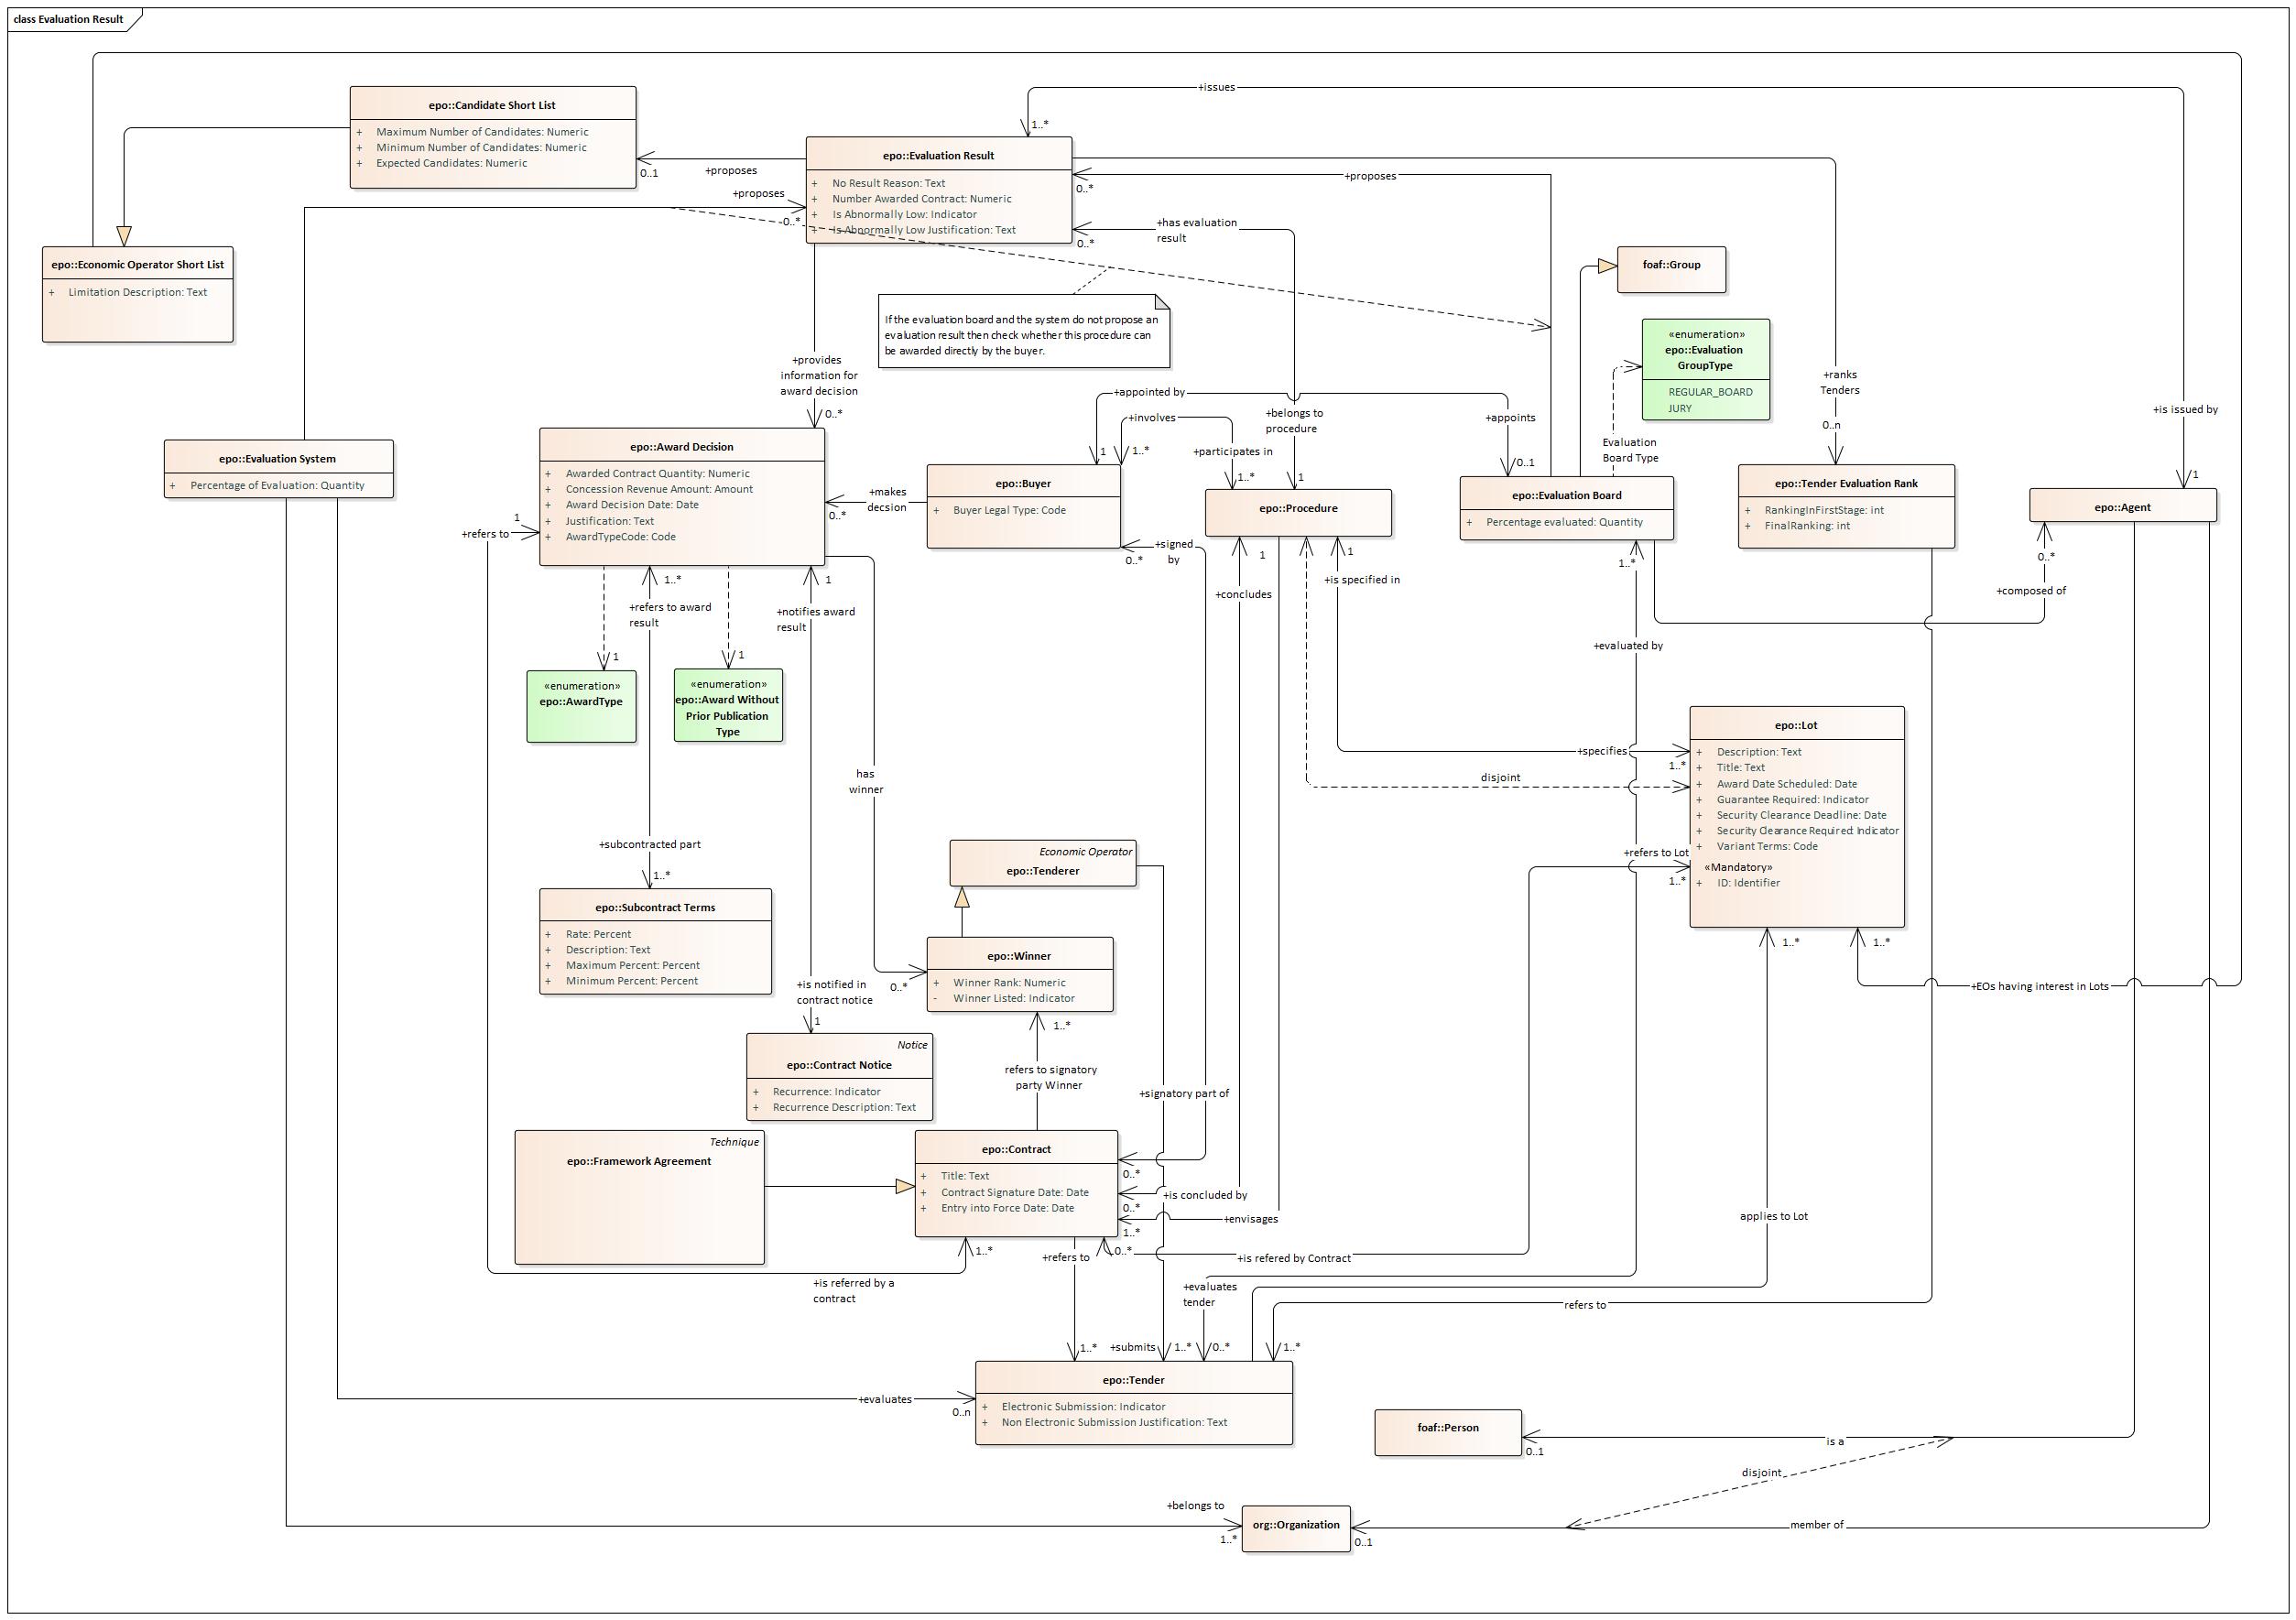 class Evaluation Result
+issues
1..*
epo::Candidate Short List
+ Maximum Number of Candidates: Numeric
+ Minimum Number of Candidates: Numeric
+ Expected Candidates: Numeric
0..1
+proposes
+proposes
0..*
epo::Evaluation Result
+ No Result Reason: Text
+ Number Awarded Contract: Numeric
+ Is Abnormally Low: Indicator
+ Is Abnormally Low Justification: Text
+proposes
0..*
+has evaluation
result
0..*
epo::Economic Operator Short List
+ Limitation Description: Text
foaf::Group
If the evaluation board and the system do not propose an
evaluation result then check whether this procedure can
be awarded directly by the buyer.
«enumeration»
epo::Evaluation
GroupType
REGULAR_BOARD
JURY
+provides
information for
award decision
0..*
+ranks
Tenders
0..n
+is issued by
1
+appointed by
1
+appoints
0..1
+involves
1..*
+participates in
1..*
+belongs to
procedure
1
Evaluation
Board Type
epo::Evaluation System
+ Percentage of Evaluation: Quantity
epo::Award Decision
+ Awarded Contract Quantity: Numeric
+ Concession Revenue Amount: Amount
+ Award Decision Date: Date
+ Justification: Text
+ AwardTypeCode: Code
+makes
decsion
0..*
epo::Buyer
+ Buyer Legal Type: Code
epo::Procedure
epo::Evaluation Board
+ Percentage evaluated: Quantity
epo::Tender Evaluation Rank
+ RankingInFirstStage: int
+ FinalRanking: int
epo::Agent
1
+refers to
+signed
by
0..*
1
+concludes
1
+is specified in
1..*
0..*
+composed of
1..*
+refers to award
result
1
+notifies award
result
+evaluated by
1
1
«enumeration»
epo::AwardType
«enumeration»
epo::Award Without
Prior Publication
Type
epo::Lot
+ Description: Text
+ Title: Text
+ Award Date Scheduled: Date
+ Guarantee Required: Indicator
+ Security Clearance Deadline: Date
+ Security Clearance Required: Indicator
+ Variant Terms: Code
«Mandatory»
+ ID: Identifier
+specifies
1..*
disjoint
+refers to Lot
1..*
has
winner
0..*
+subcontracted part
1..*
epo::Subcontract Terms
+ Rate: Percent
+ Description: Text
+ Maximum Percent: Percent
+ Minimum Percent: Percent
Economic Operator
epo::Tenderer
epo::Winner
+ Winner Rank: Numeric
- Winner Listed: Indicator
1..*
1..*
+EOs having interest in Lots
+is notified in
contract notice
1
1..*
Notice
epo::Contract Notice
+ Recurrence: Indicator
+ Recurrence Description: Text
refers to signatory
party Winner
+signatory part of
Technique
epo::Framework Agreement
epo::Contract
+ Title: Text
+ Contract Signature Date: Date
+ Entry into Force Date: Date
0..*
+is concluded by
0..*
+envisages
1..*
applies to Lot
1..*
+refers to
0..*
+is refered by Contract
+is referred by a
contract
+evaluates
tender
refers to
1..*
+submits
1..*
0..*
1..*
epo::Tender
+ Electronic Submission: Indicator
+ Non Electronic Submission Justification: Text
+evaluates
0..n
foaf::Person
0..1
is a
disjoint
+belongs to
1..*
org::Organization
0..1
member of